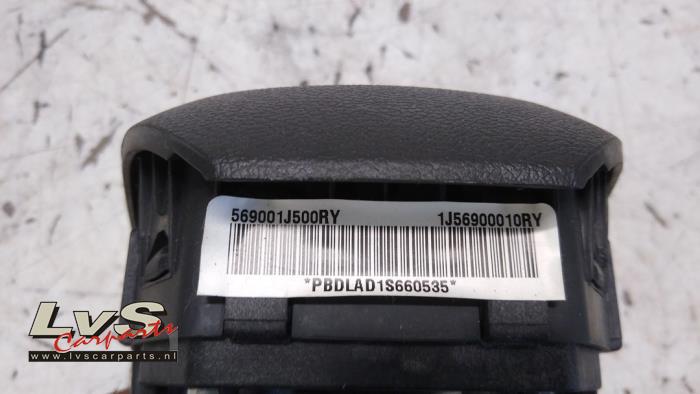 569001J500RY 1J56900010RY
*PBDLAD1S660535*
LvS
Carparts
www.lvscarparts.nl